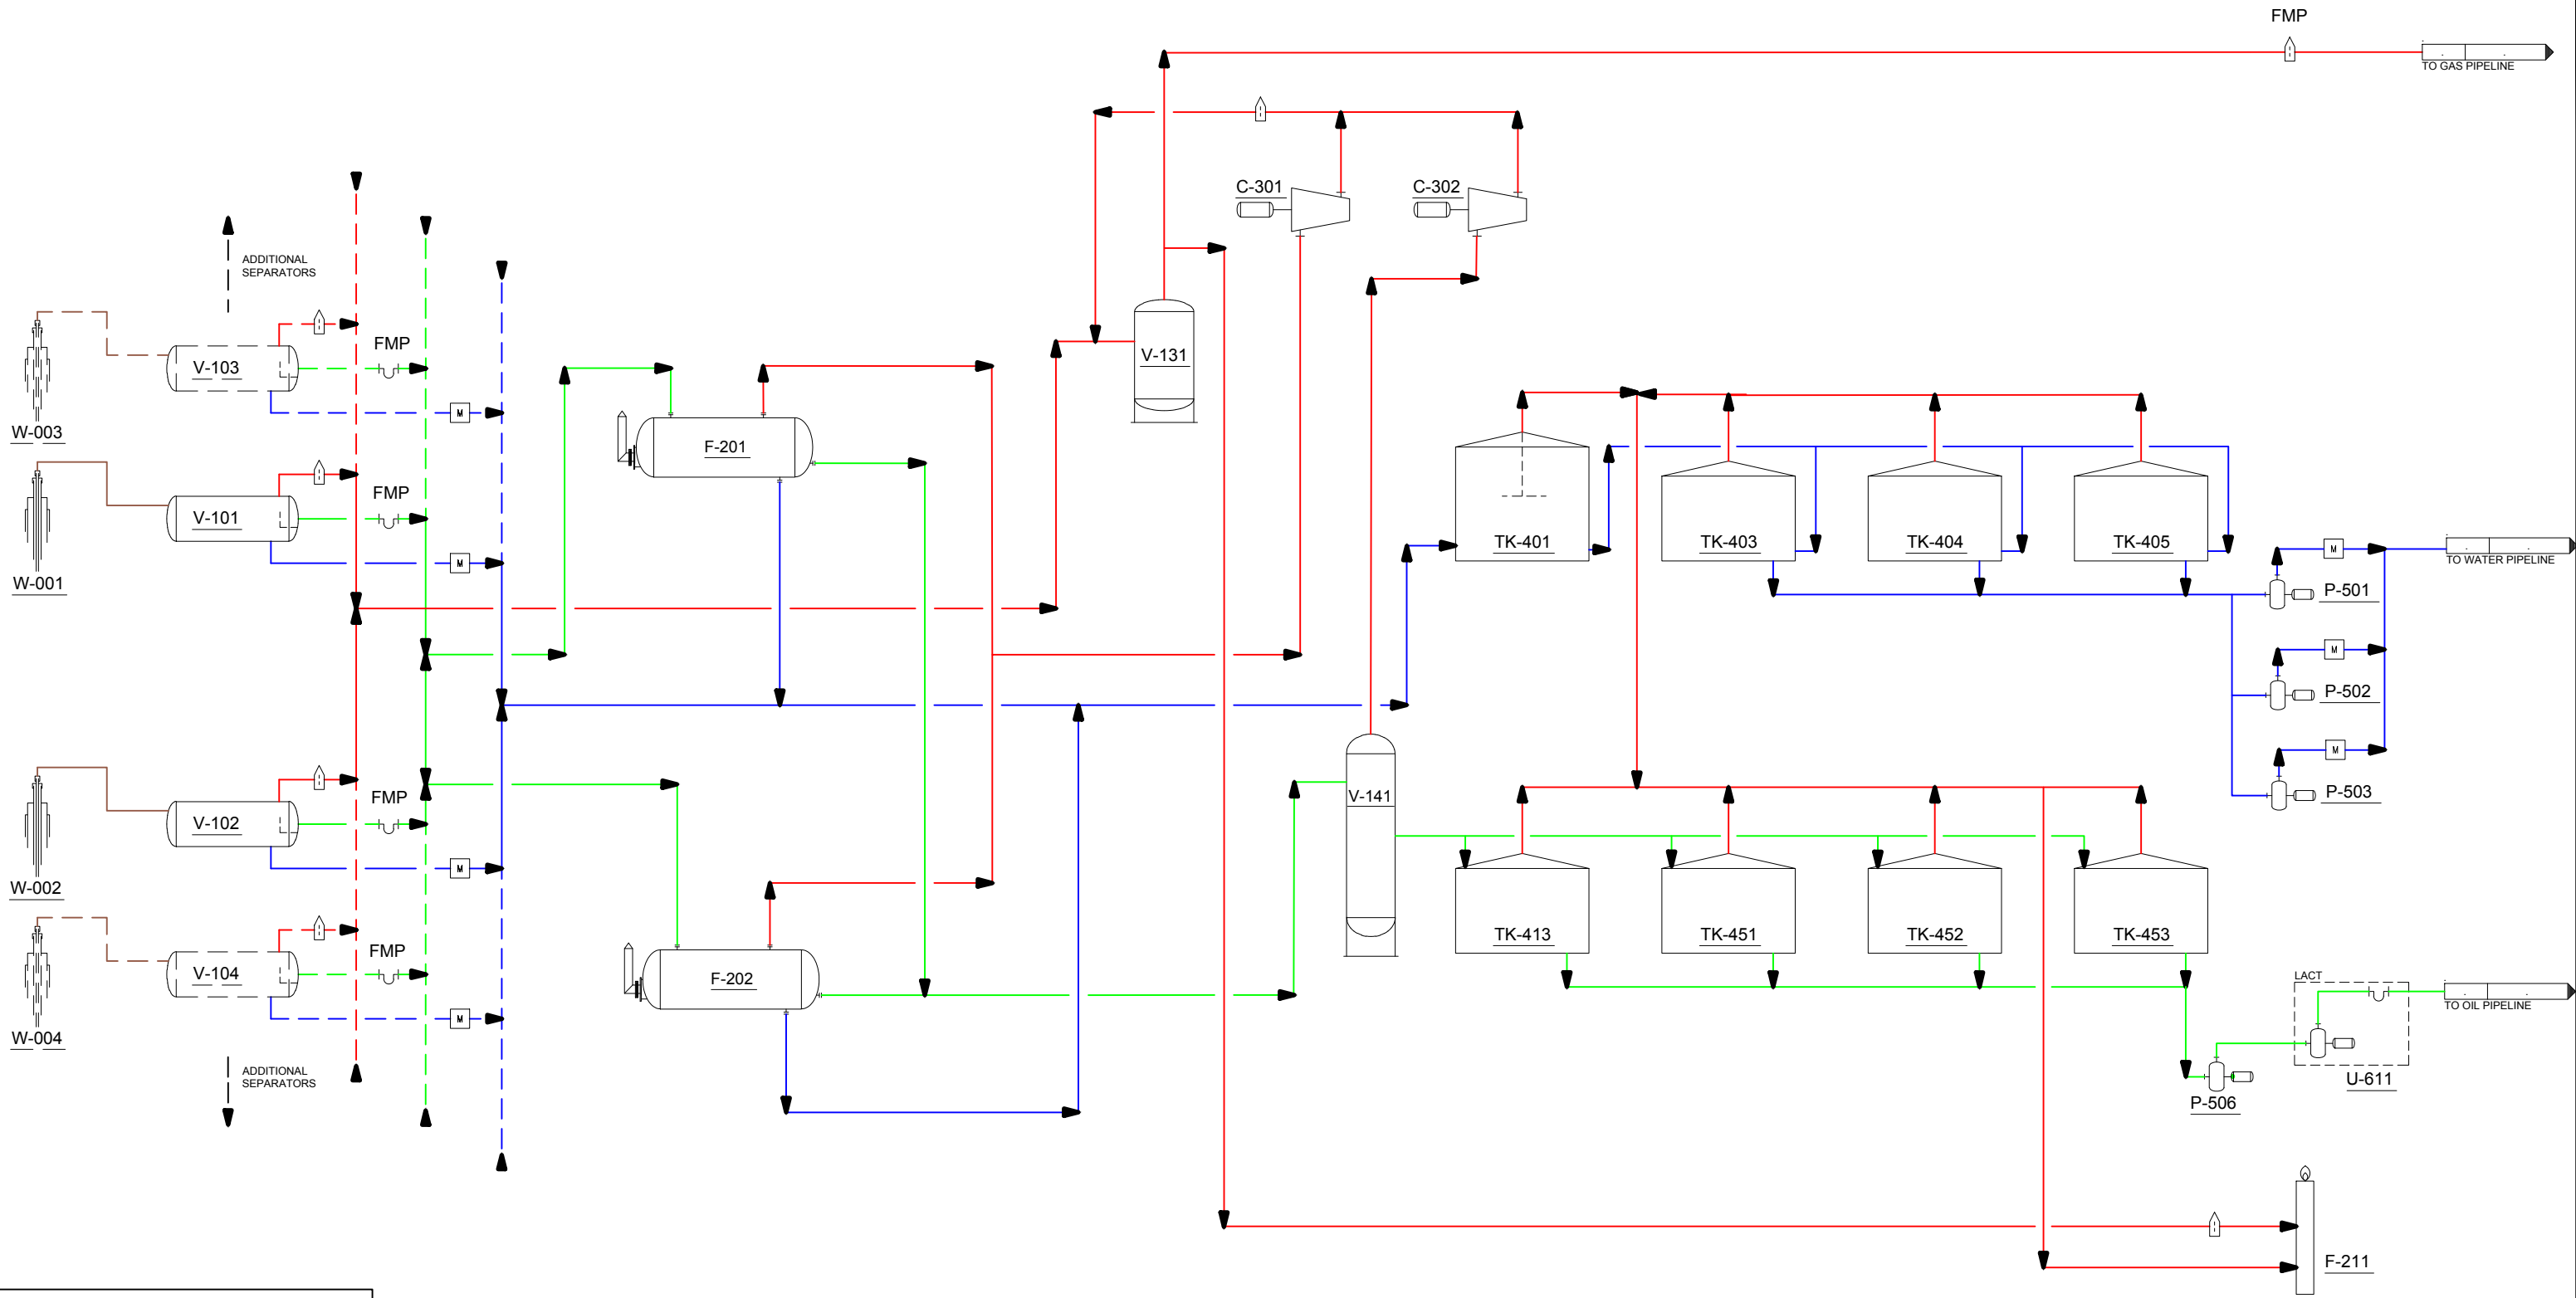 FMP
TO GAS PIPELINE
C-301
C-302
ADDITIONAL
SEPARATORS
FMP
V-103
W-003
V-131
F-201
FMP
V-101
W-001
TK-401
TK-403
TK-404
TK-405
M
M
M
TO WATER PIPELINE
P-501
M
P-502
M
P-503
V-141
FMP
V-102
M
W-002
TK-413
TK-451
TK-452
TK-453
FMP
V-104
M
W-004
F-202
LACT
TO OIL PIPELINE
U-611
P-506
ADDITIONAL
SEPARATORS
F-211